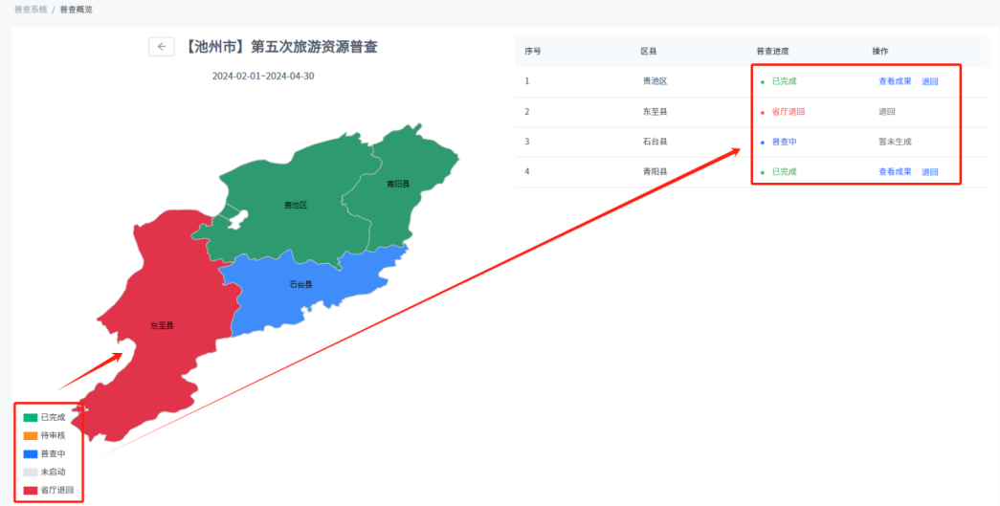 普查系统 / 普查概览
【池州市】第五次旅游资源普查
2024-02-01~2024-04-30
青阳县
贵池区
石台县
东至县
已完成
待审核
普查中
未启动
省厅退回
序号 区县 普查进度 操作
1 贵池区 已完成 查看成果 退回
2 东至县 省厅退回 退回
3 石台县 普查中 暂未生成
4 青阳县 已完成 查看成果 退回